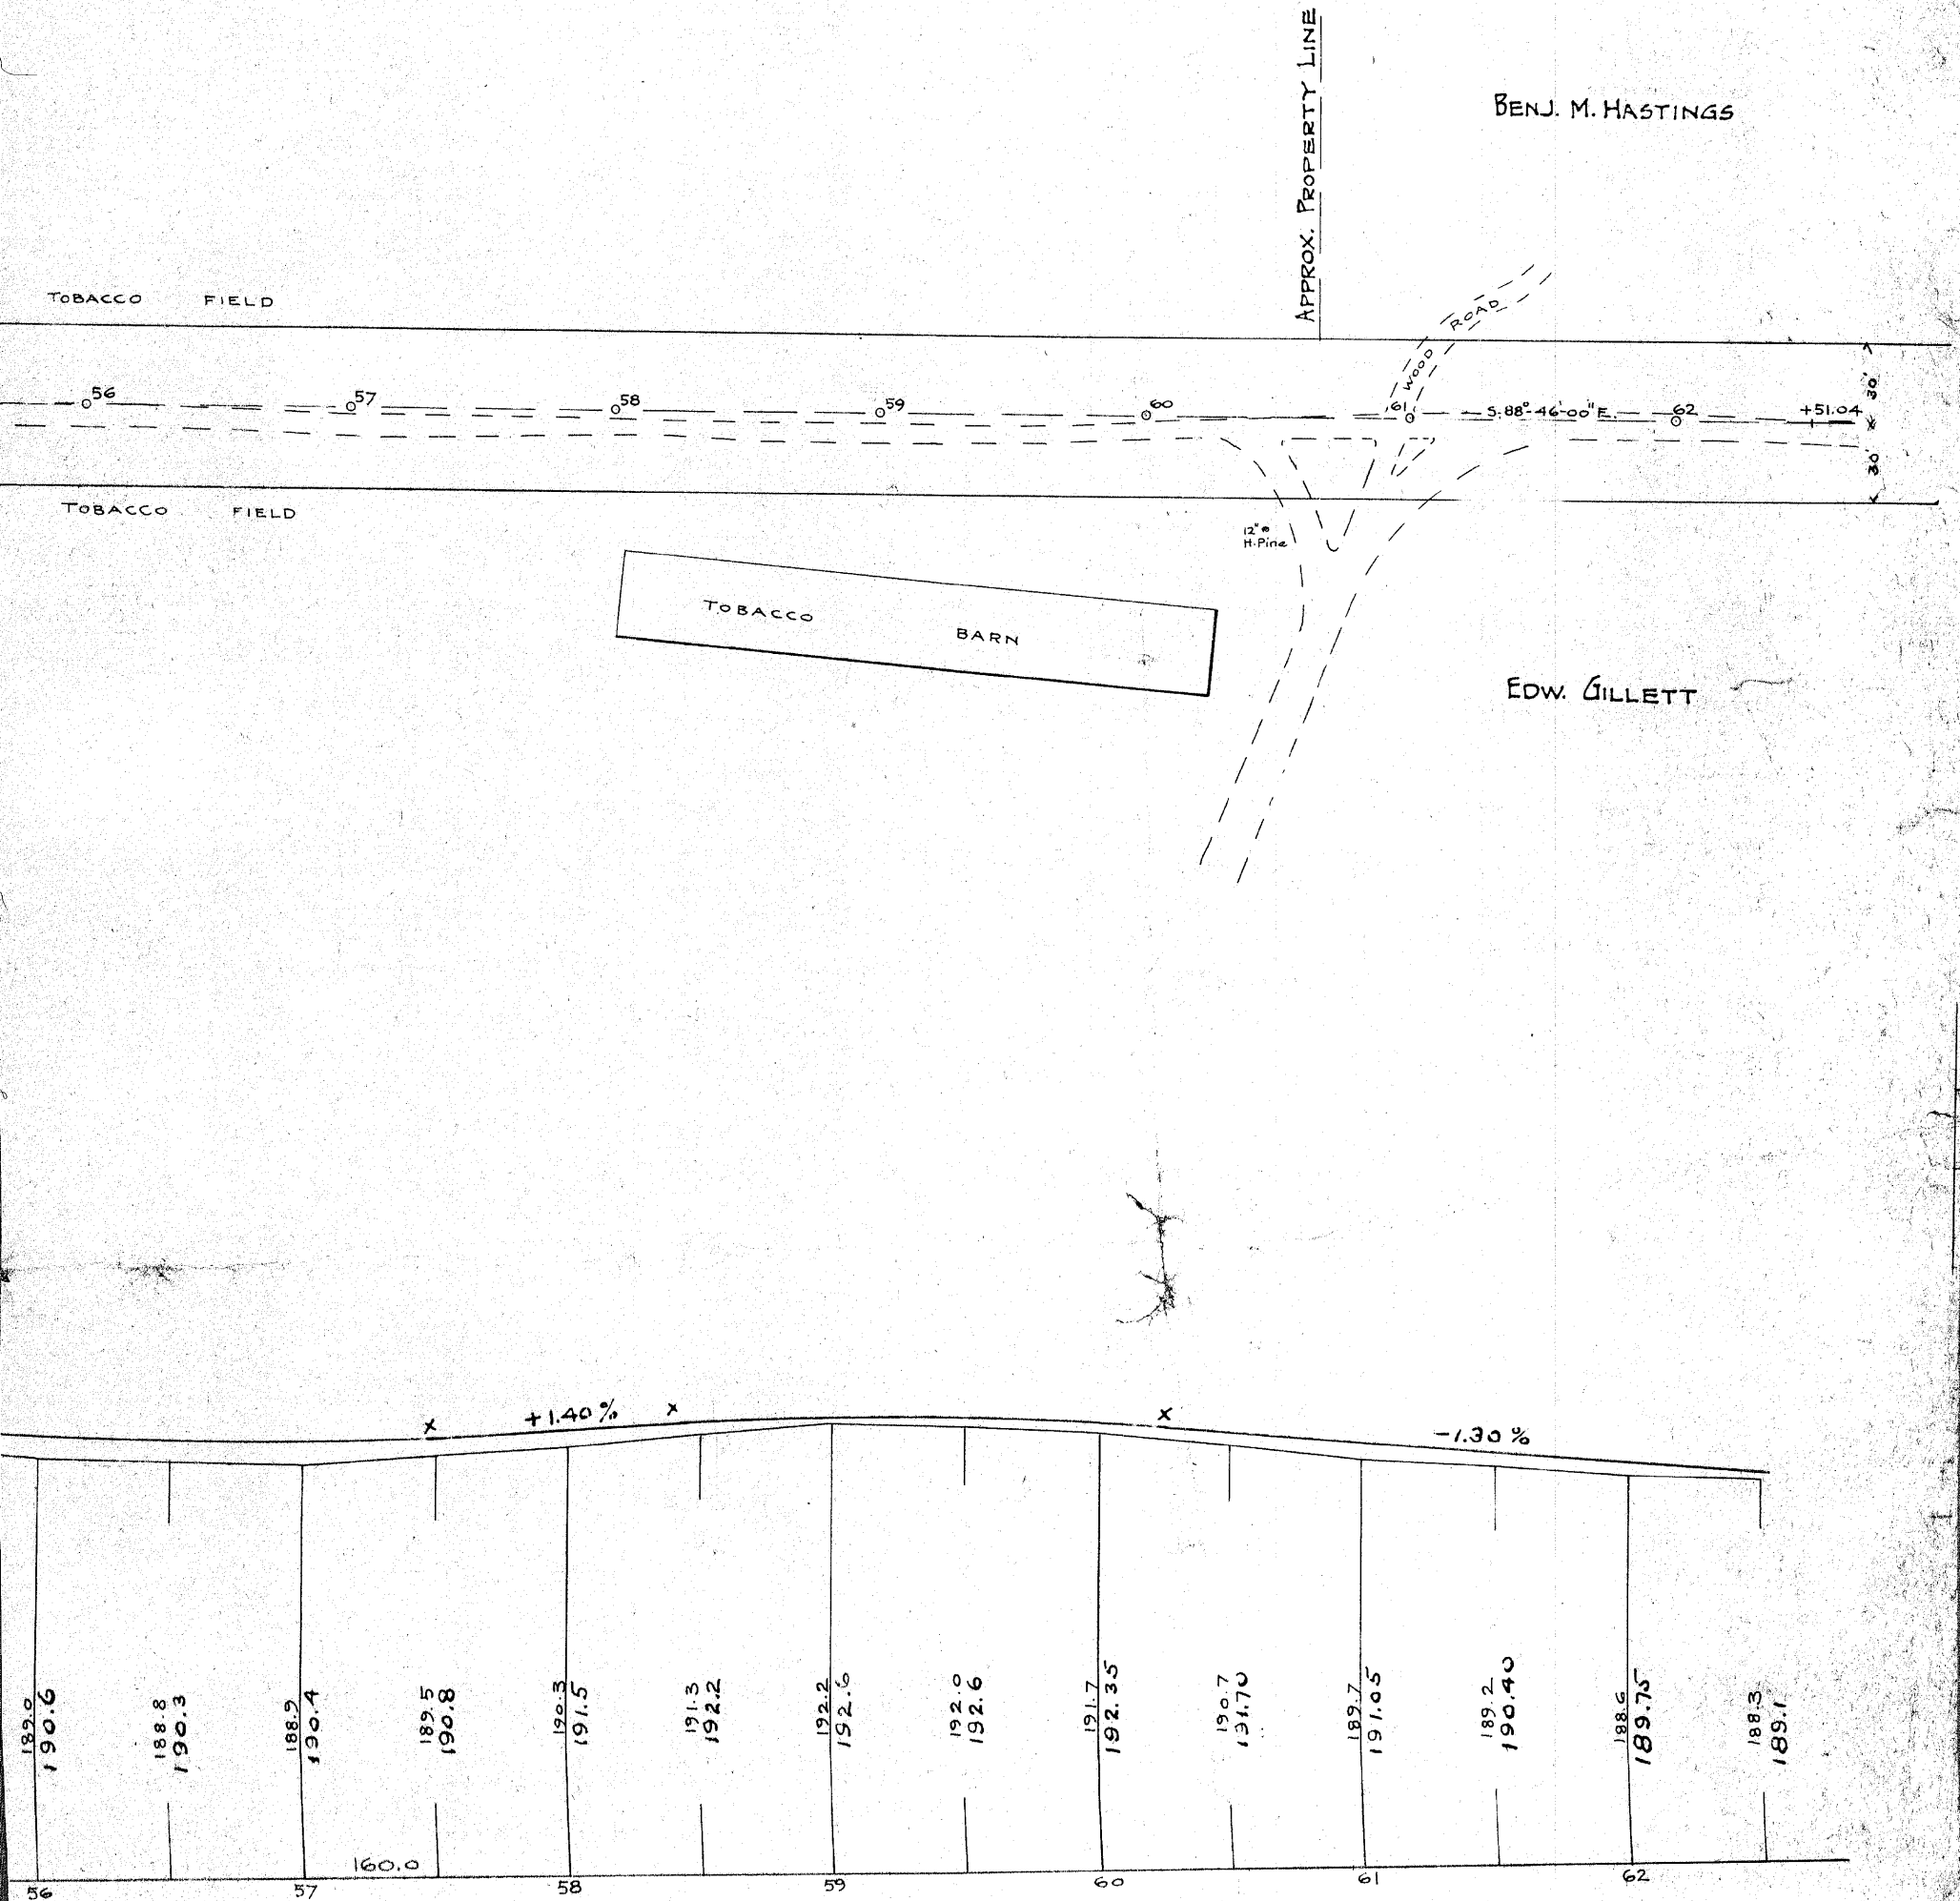 APPROX. PROPERTY LINE
BENJ. M. HASTINGS
TOBACCO FIELD
WOOD ROAD
56 57 58 59 60 61 S.88°-46'-00"E. 62 +51.04
30'
30'
TOBACCO FIELD
12"ø
H.Pine
TOBACCO BARN
EDW. GILLETT
+1.40%
-1.30%
189.0 188.8 188.9 189.5 190.3 191.3 192.2 192.0 191.7 190.7 189.7 189.2 188.6 188.3
190.6 190.3 190.4 190.8 191.5 192.2 192.6 192.6 192.35 191.70 191.05 190.40 189.75 189.1
160.0
56 57 58 59 60 61 62